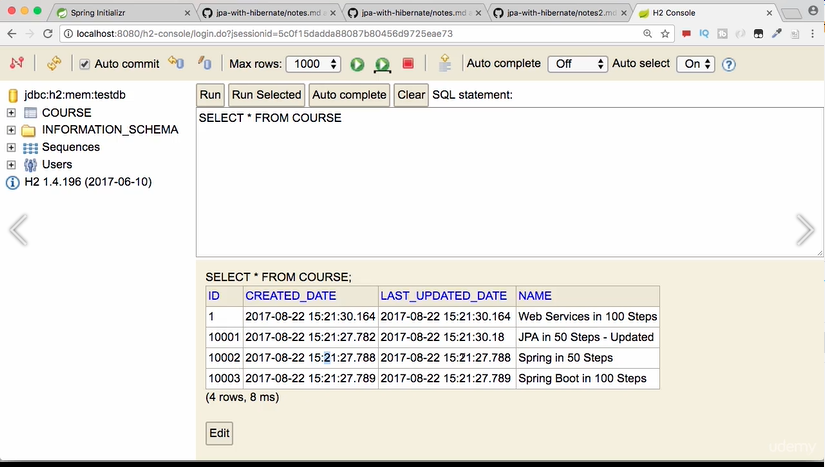 Spring Initializr
jpa-with-hibernate/notes.md a
jpa-with-hibernate/notes.md a
jpa-with-hibernate/notes2.md
H2 Console
localhost:8080/h2-console/login.do?jsessionid=5c0f15dadda88087b80456d9725eae73
IQ
Auto commit
Max rows:
1000
Auto complete
Off
Auto select
On
?
jdbc:h2:mem:testdb
COURSE
INFORMATION_SCHEMA
Sequences
Users
H2 1.4.196 (2017-06-10)
Run
Run Selected
Auto complete
Clear
SQL statement:
SELECT * FROM COURSE
SELECT * FROM COURSE;
ID CREATED_DATE LAST_UPDATED_DATE NAME
1 2017-08-22 15:21:30.164 2017-08-22 15:21:30.164 Web Services in 100 Steps
10001 2017-08-22 15:21:27.782 2017-08-22 15:21:30.18 JPA in 50 Steps - Updated
10002 2017-08-22 15:21:27.788 2017-08-22 15:21:27.788 Spring in 50 Steps
10003 2017-08-22 15:21:27.789 2017-08-22 15:21:27.789 Spring Boot in 100 Steps
(4 rows, 8 ms)
Edit
udemy